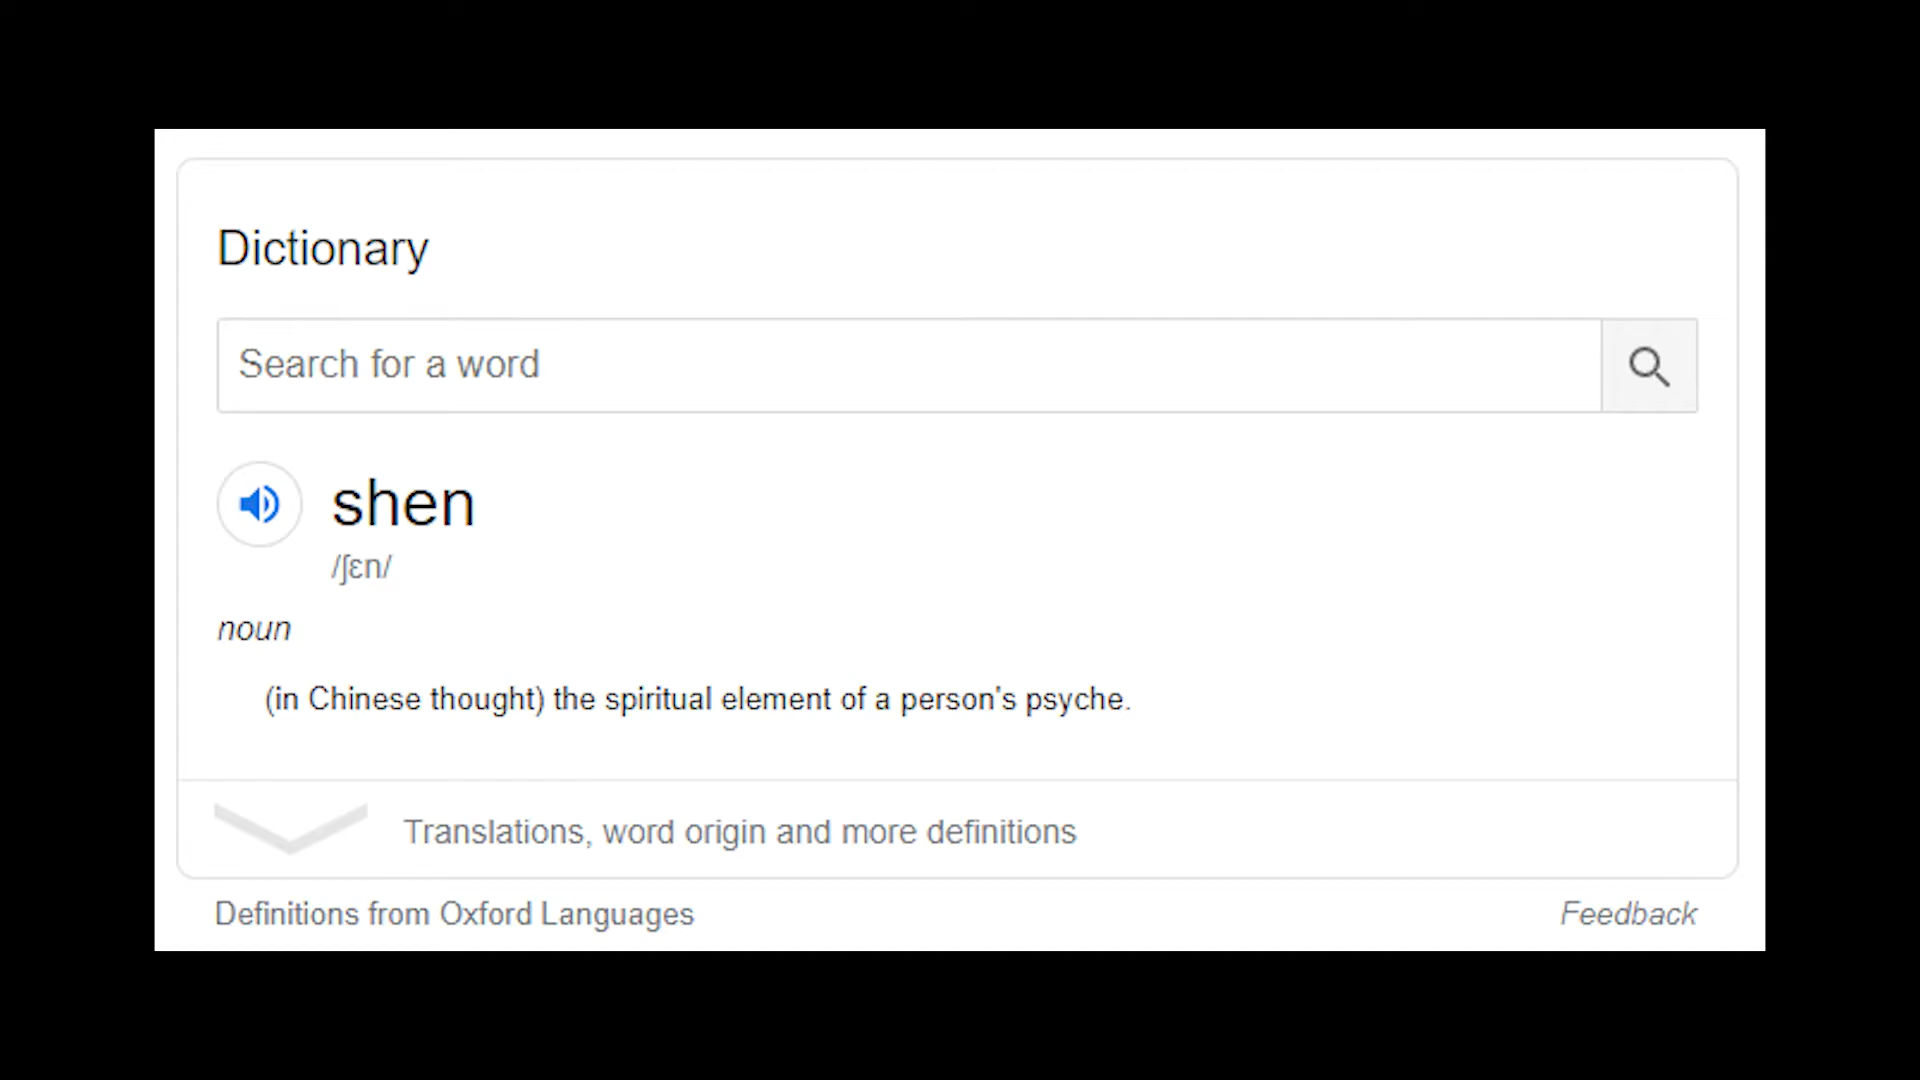 Dictionary
Search for a word
shen
/ʃɛn/
noun
(in Chinese thought) the spiritual element of a person's psyche.
Translations, word origin and more definitions
Definitions from Oxford Languages
Feedback